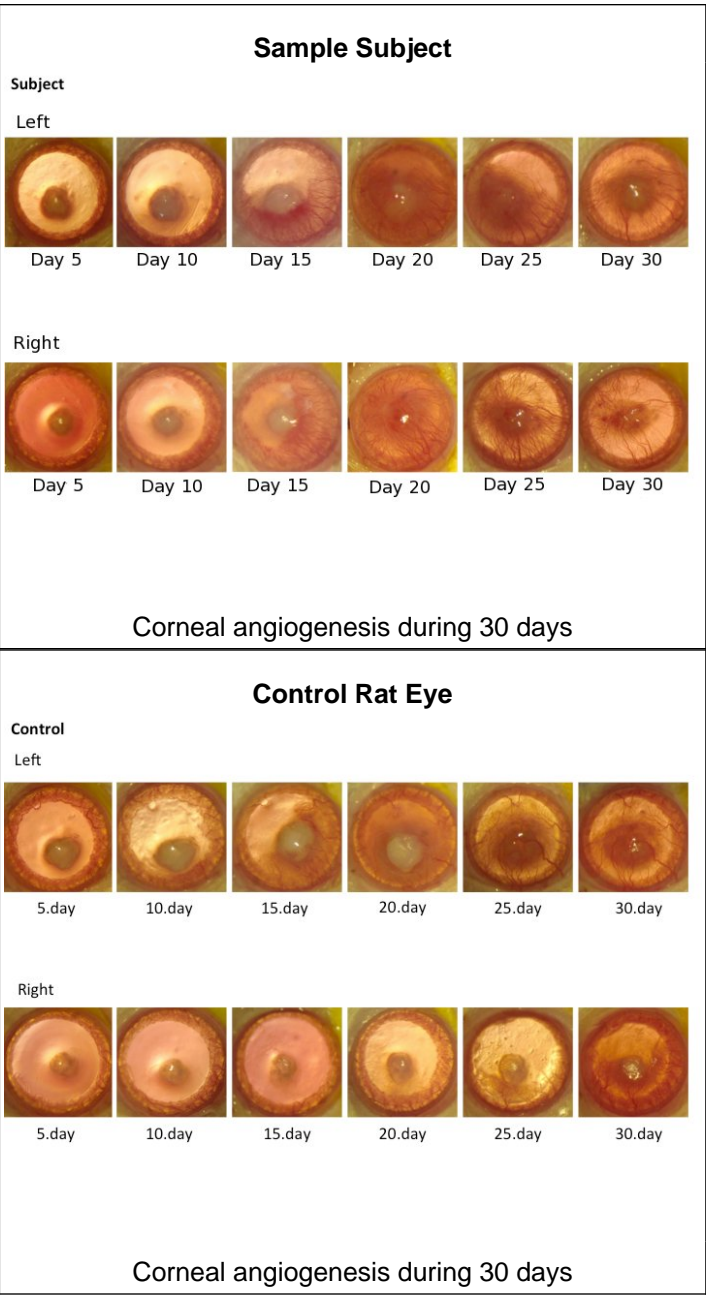 Sample Subject
Subject
Left
Day 5 Day 10 Day 15 Day 20 Day 25 Day 30
Right
Day 5 Day 10 Day 15 Day 20 Day 25 Day 30
Corneal angiogenesis during 30 days
Control Rat Eye
Control
Left
5.day 10.day 15.day 20.day 25.day 30.day
Right
5.day 10.day 15.day 20.day 25.day 30.day
Corneal angiogenesis during 30 days